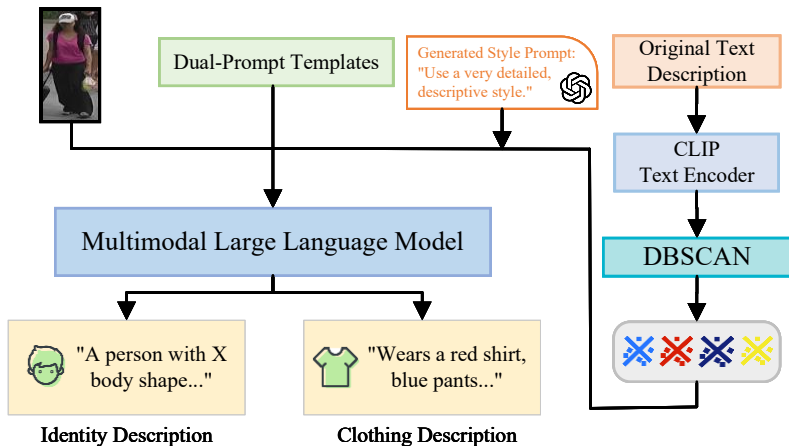 Dual-Prompt Templates
Generated Style Prompt:
"Use a very detailed,
descriptive style."
Original Text
Description
CLIP
Text Encoder
Multimodal Large Language Model
DBSCAN
"A person with X
body shape..."
"Wears a red shirt,
blue pants..."
Identity Description
Clothing Description